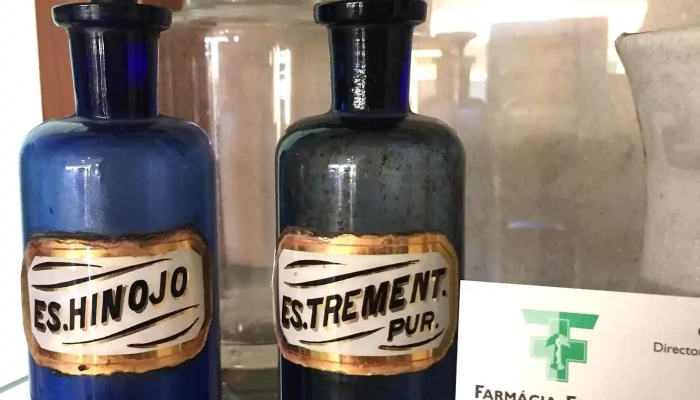 ES.HINOJO
ES.TREMENT.
PUR.
Director
FARMÁCIA